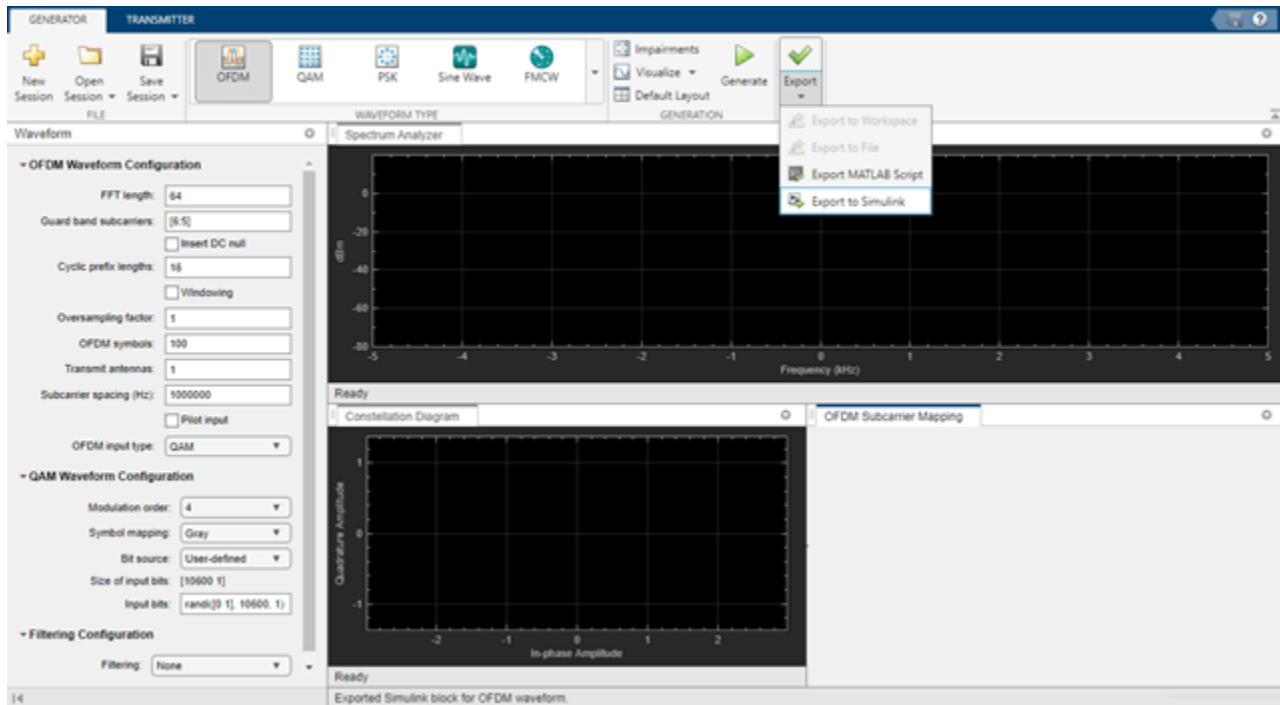 GENERATOR TRANSMITTER
New Session
Open Session
Save Session
FILE
OFDM QAM PSK Sine Wave FMCW
WAVEFORM TYPE
Impairments
Visualize
Default Layout
Generate
GENERATION
Export
Export to Workspace
Export to File
Export MATLAB Script
Export to Simulink
Waveform
OFDM Waveform Configuration
FFT length: 64
Guard band subcarriers: [6;5]
Insert DC null
Cyclic prefix lengths: 16
Windowing
Oversampling factor: 1
OFDM symbols: 100
Transmit antennas: 1
Subcarrier spacing (Hz): 1000000
Pilot input
OFDM input type: QAM
QAM Waveform Configuration
Modulation order: 4
Symbol mapping: Gray
Bit source: User-defined
Size of input bits: [10600 1]
Input bits: randi([0 1], 10600, 1)
Filtering Configuration
Filtering: None
Spectrum Analyzer
dBm
0
-20
-40
-60
-80
-5 -4 -3 -2 -1 0 1 2 3 4 5
Frequency (kHz)
Ready
Constellation Diagram
Quadrature Amplitude
1
0
-1
-2 -1 0 1 2
In-phase Amplitude
Ready
OFDM Subcarrier Mapping
Exported Simulink block for OFDM waveform.